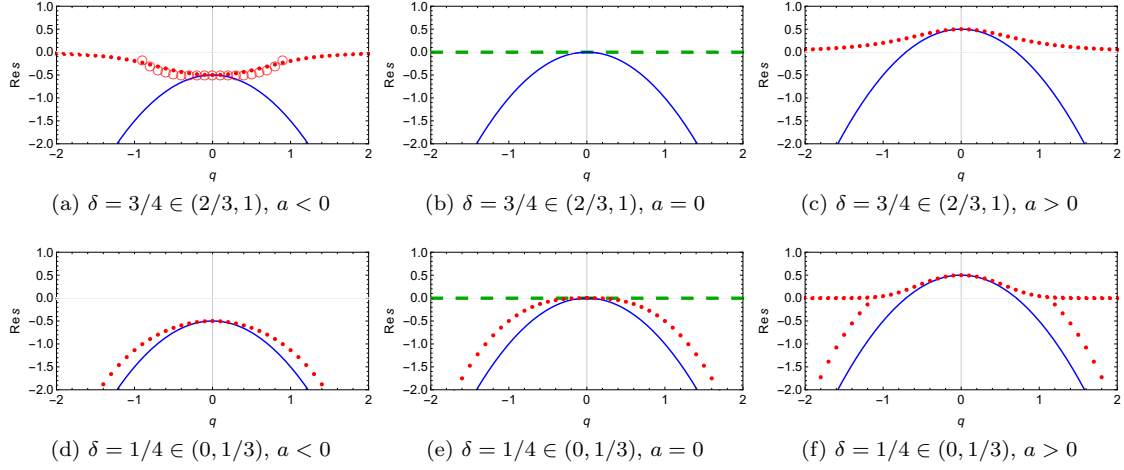 1.0
0.5
0.0
-0.5
-1.0
-1.5
-2.0
Re s
-2 -1 0 1 2
q
(a) δ = 3/4 ∈ (2/3, 1), a < 0
1.0
0.5
0.0
-0.5
-1.0
-1.5
-2.0
Re s
-2 -1 0 1 2
q
(b) δ = 3/4 ∈ (2/3, 1), a = 0
1.0
0.5
0.0
-0.5
-1.0
-1.5
-2.0
Re s
-2 -1 0 1 2
q
(c) δ = 3/4 ∈ (2/3, 1), a > 0
1.0
0.5
0.0
-0.5
-1.0
-1.5
-2.0
Re s
-2 -1 0 1 2
q
(d) δ = 1/4 ∈ (0, 1/3), a < 0
1.0
0.5
0.0
-0.5
-1.0
-1.5
-2.0
Re s
-2 -1 0 1 2
q
(e) δ = 1/4 ∈ (0, 1/3), a = 0
1.0
0.5
0.0
-0.5
-1.0
-1.5
-2.0
Re s
-2 -1 0 1 2
q
(f) δ = 1/4 ∈ (0, 1/3), a > 0